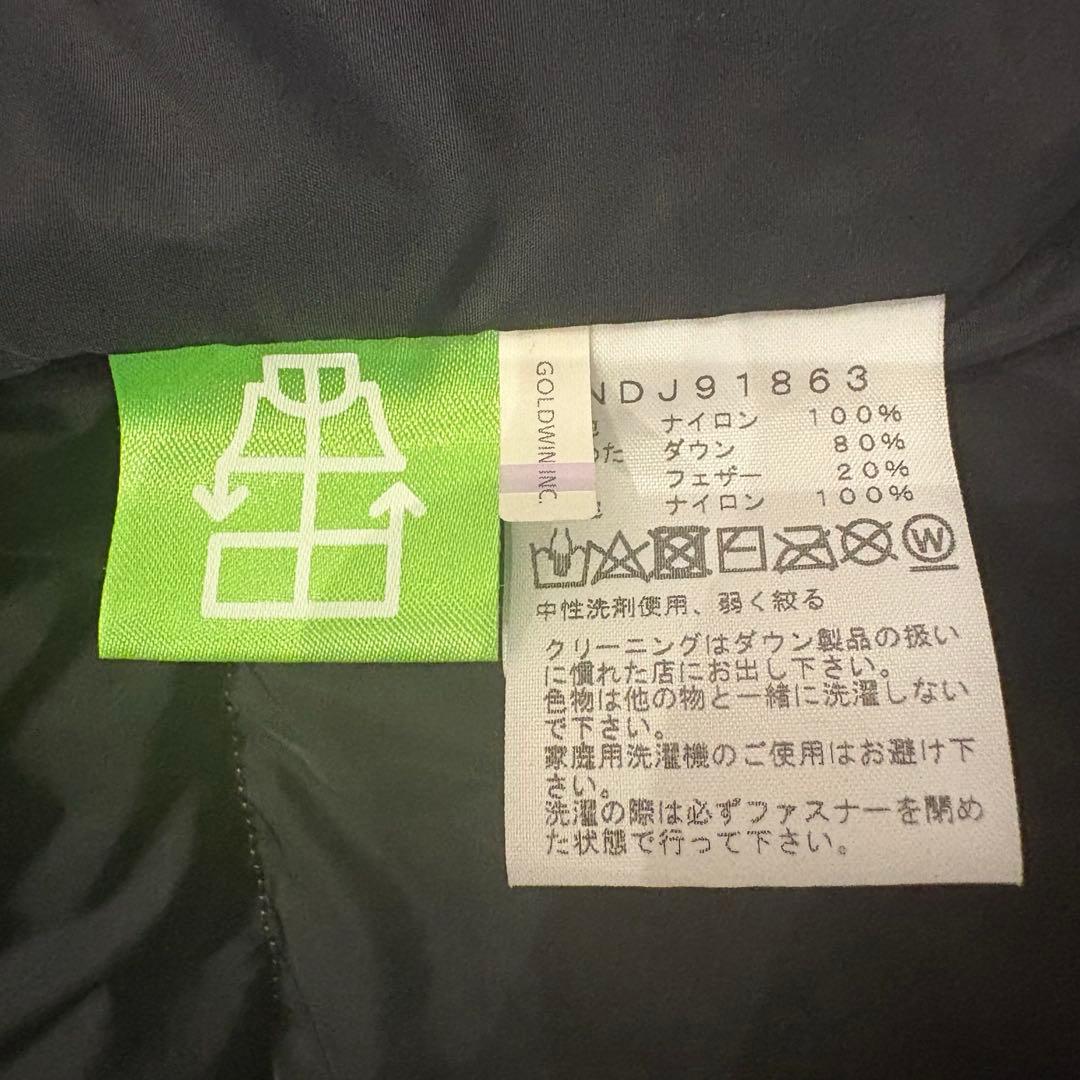 GOLDWIN INC.
NDJ91863
ナイロン 100%
わた ダウン 80%
フェザー 20%
ナイロン 100%
W
中性洗剤使用、弱く絞る
クリーニングはダウン製品の扱い
に慣れた店にお出し下さい。
色物は他の物と一緒に洗濯しない
で下さい。
家庭用洗濯機のご使用はお避け下
さい。
洗濯の際は必ずファスナーを閉め
た状態で行って下さい。